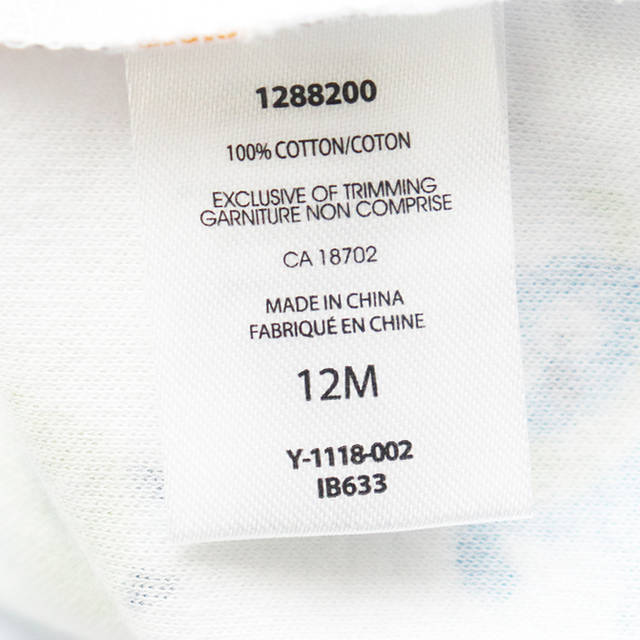 1288200
100% COTTON/COTON
EXCLUSIVE OF TRIMMING
GARNITURE NON COMPRISE
CA 18702
MADE IN CHINA
FABRIQUÉ EN CHINE
12M
Y-1118-002
IB633